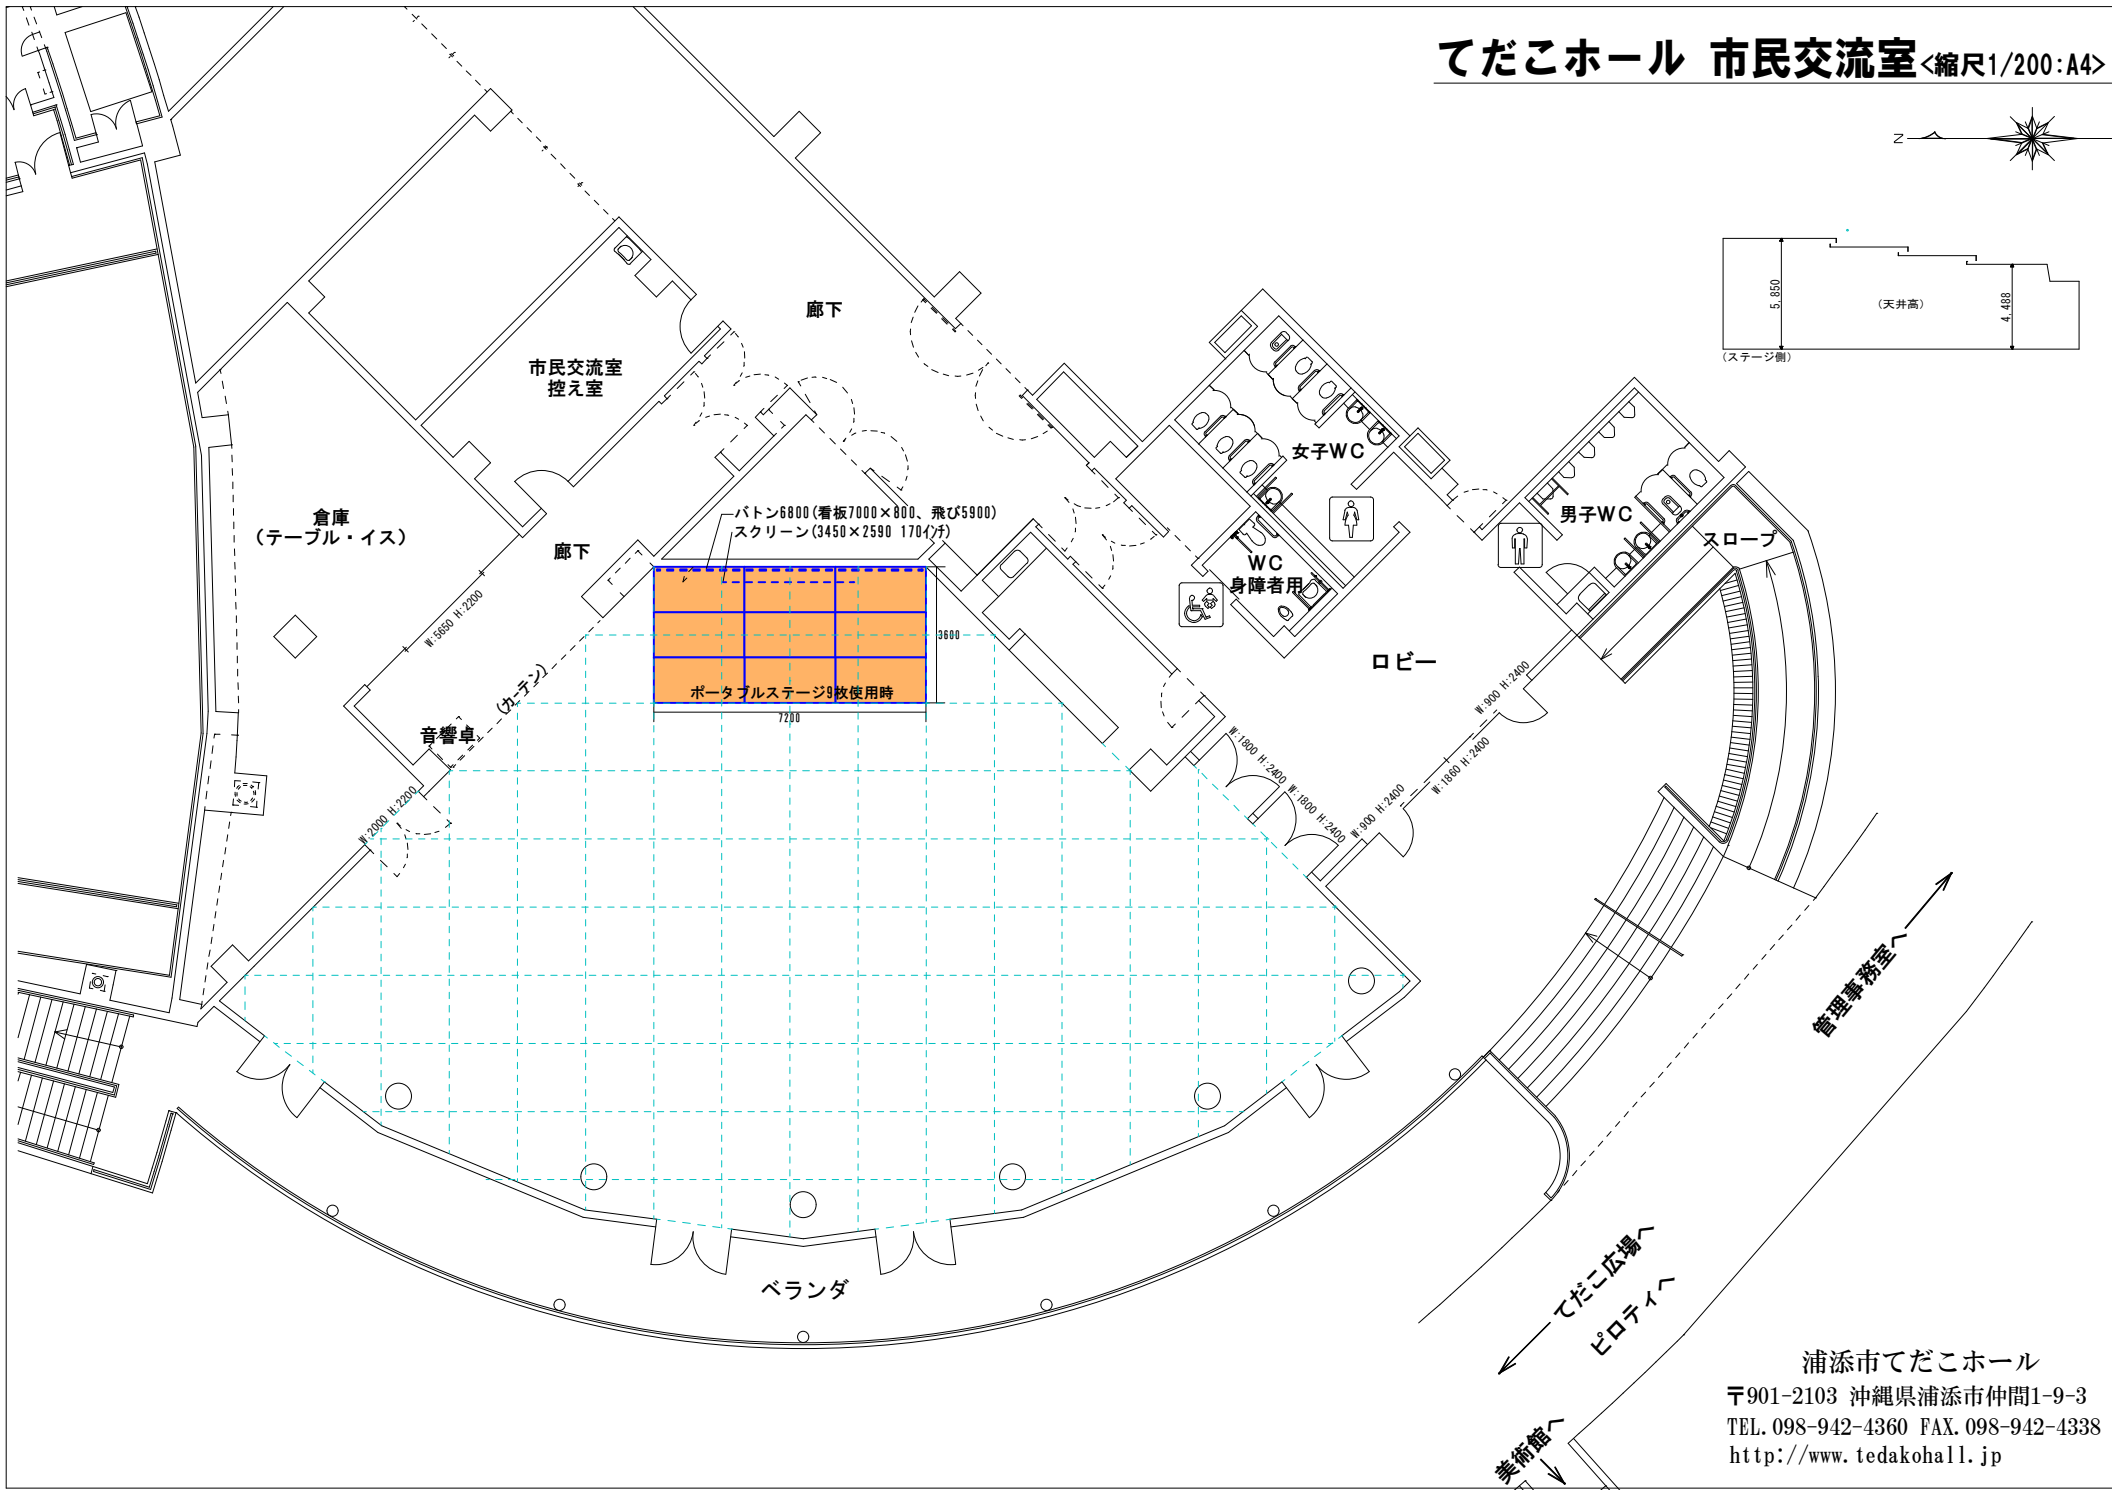 てだこホール 市民交流室<縮尺1/200:A4>
N
5,850
(天井高)
4,488
(ステージ側)
廊下
市民交流室
控え室
女子WC
男子WC
スロープ
倉庫
(テーブル・イス)
廊下
バトン6800(看板7000×800、飛び5900)
スクリーン(3450×2590 170インチ)
WC
身障者用
W:5650 H:2200
3600
ロビー
(カーテン)
ポータブルステージ9枚使用時
7200
音響卓
W:900 H:2400
W:1800 H:2400
W:1860 H:2400
W:2000 H:2200
W:1800 H:2400
W:900 H:2400
管理事務室へ
ベランダ
てだこ広場へ
ピロティへ
美術館へ
浦添市てだこホール
〒901-2103 沖縄県浦添市仲間1-9-3
TEL.098-942-4360 FAX.098-942-4338
http://www.tedakohall.jp